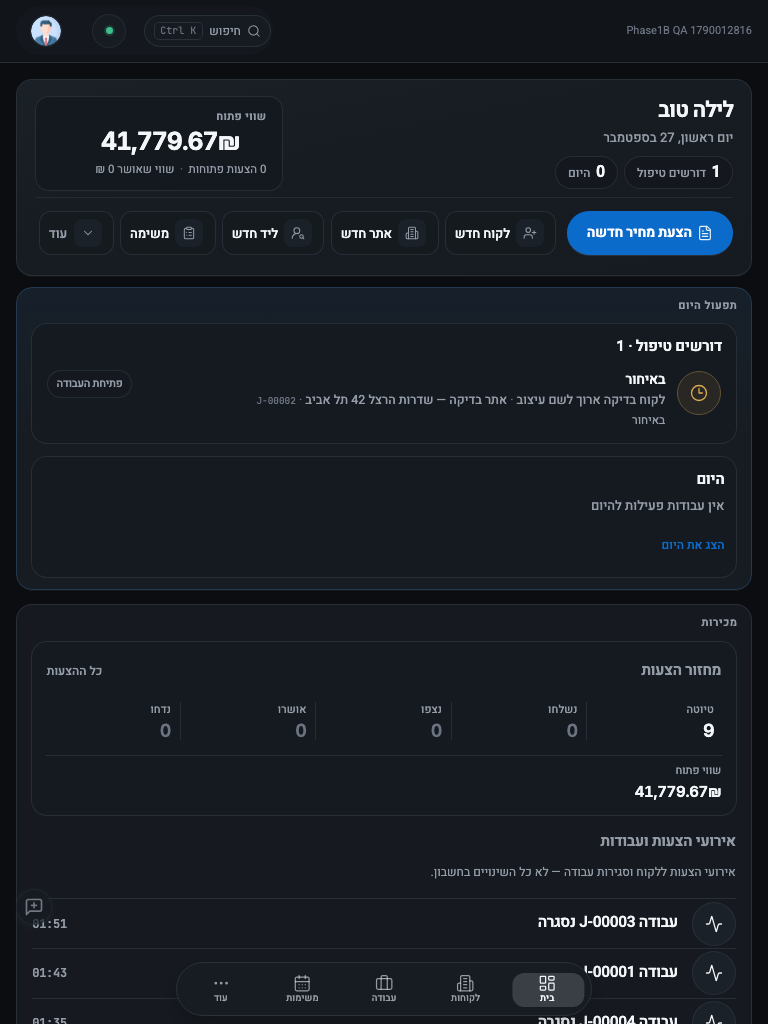 Phase1B QA 1790012816
חיפוש Ctrl K
לילה טוב
יום ראשון, 27 בספטמבר
1 דורשים טיפול
0 היום
שווי פתוח
41,779.67₪
0 הצעות פתוחות · שווי שאושר 0 ₪
הצעת מחיר חדשה
לקוח חדש
אתר חדש
ליד חדש
משימה
עוד
תפעול היום
דורשים טיפול · 1
באיחור
לקוח בדיקה ארוך לשם עיצוב · אתר בדיקה — שדרות הרצל 42 תל אביב · J-00002
באיחור
פתיחת העבודה
היום
אין עבודות פעילות להיום
הצג את היום
מכירות
מחזור הצעות
כל ההצעות
טיוטה
9
נשלחו
0
נצפו
0
אושרו
0
נדחו
0
שווי פתוח
41,779.67₪
אירועי הצעות ועבודות
אירועי הצעות ללקוח וסגירות עבודה — לא כל השינויים בחשבון.
עבודה J-00003 נסגרה
01:51
עבודה J-00001
01:43
עבודה J-00004 נסגרה
01:35
בית
לקוחות
עבודה
משימות
עוד